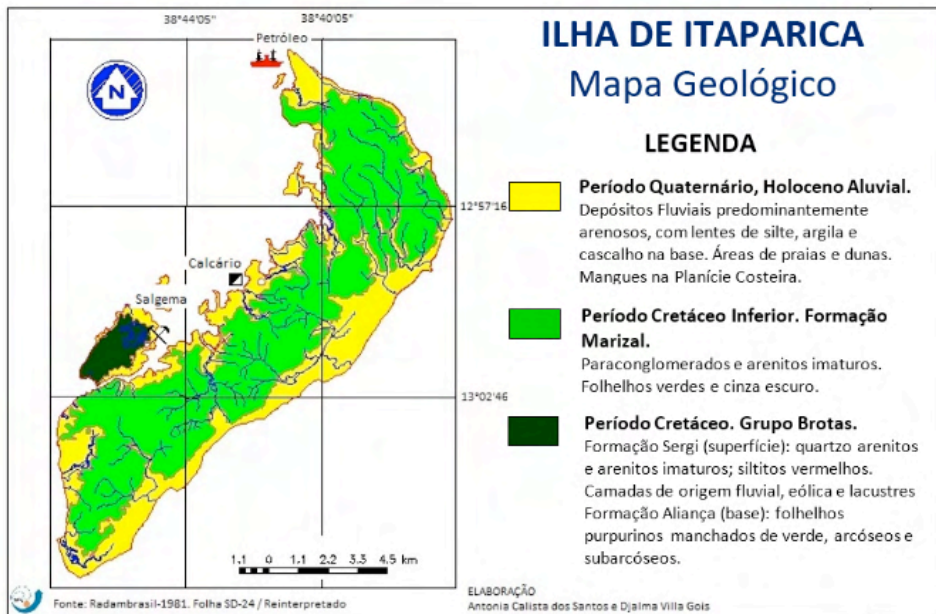 38°44'05" 38°40'05"
Petróleo
N
12°57'16
Calcário
Salgema
13°02'46
1.1 0 1.1 2.2 3.3 4.5 km
Fonte: Radambrasil-1981. Folha SD-24 / Reinterpretado
ILHA DE ITAPARICA
Mapa Geológico
LEGENDA
Período Quaternário, Holoceno Aluvial.
Depósitos Fluviais predominantemente
arenosos, com lentes de silte, argila e
cascalho na base. Áreas de praias e dunas.
Mangues na Planície Costeira.
Período Cretáceo Inferior. Formação
Marizal.
Paraconglomerados e arenitos imaturos.
Folhelhos verdes e cinza escuro.
Período Cretáceo. Grupo Brotas.
Formação Sergi (superfície): quartzo arenitos
e arenitos imaturos; siltitos vermelhos.
Camadas de origem fluvial, eólica e lacustres
Formação Aliança (base): folhelhos
purpurinos manchados de verde, arcóseos e
subarcóseos.
ELABORAÇÃO
Antonia Calista dos Santos e Djalma Villa Gois